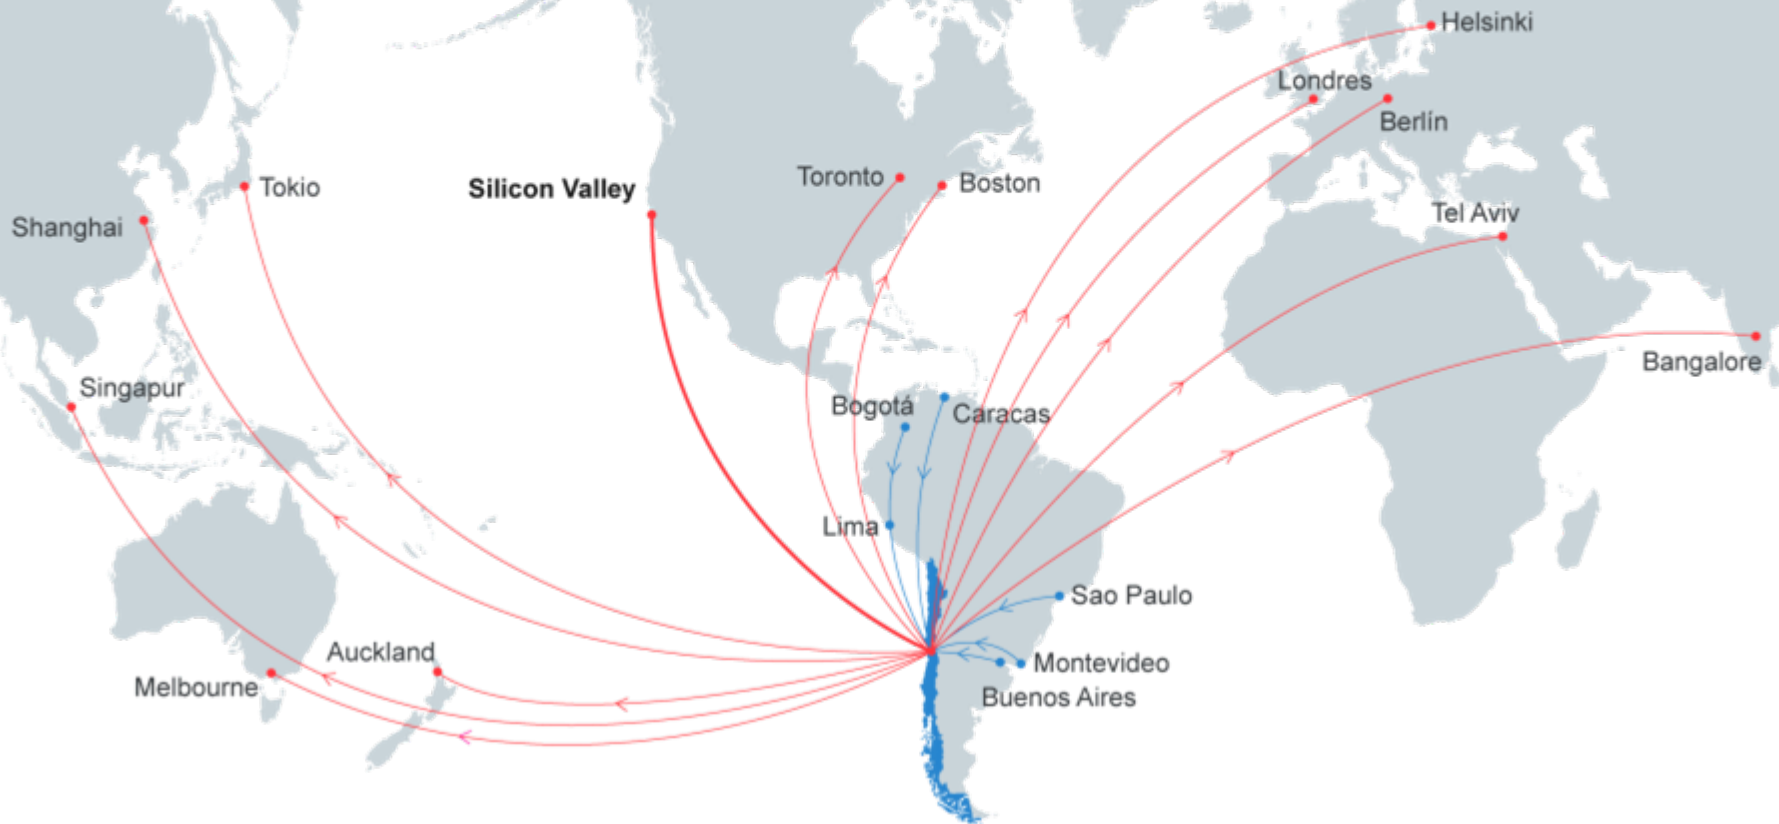 Helsinki
Londres
Berlín
Toronto
Boston
Silicon Valley
Tokio
Shanghai
Tel Aviv
Bangalore
Singapur
Bogotá
Caracas
Lima
Sao Paulo
Auckland
Montevideo
Melbourne
Buenos Aires